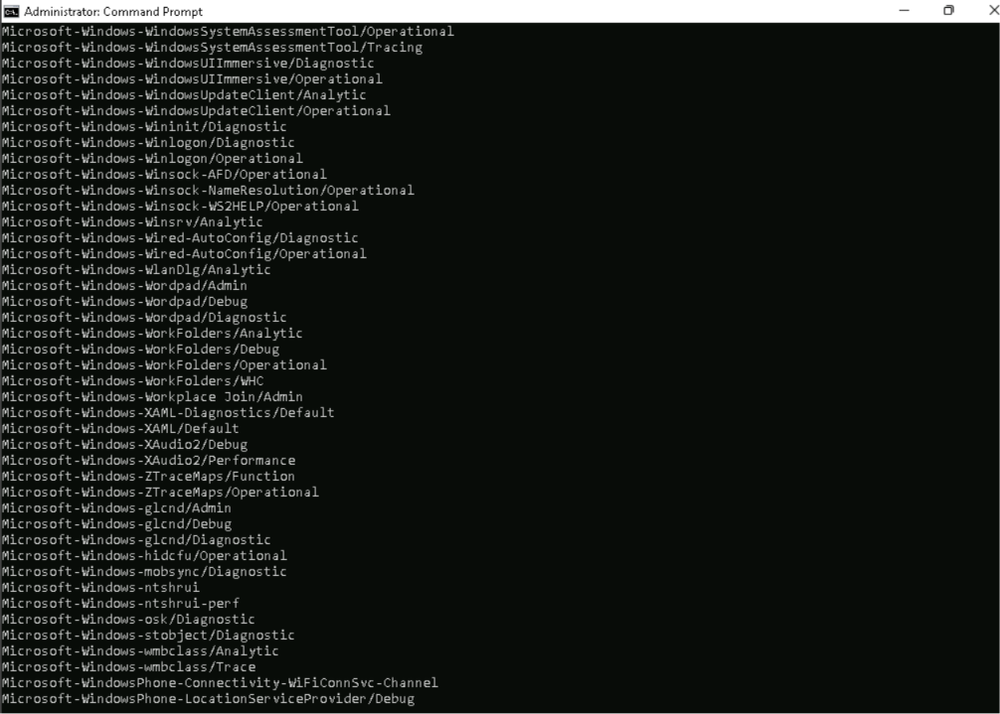 Administrator: Command Prompt
Microsoft-Windows-WindowsSystemAssessmentTool/Operational
Microsoft-Windows-WindowsSystemAssessmentTool/Tracing
Microsoft-Windows-WindowsUIImmersive/Diagnostic
Microsoft-Windows-WindowsUIImmersive/Operational
Microsoft-Windows-WindowsUpdateClient/Analytic
Microsoft-Windows-WindowsUpdateClient/Operational
Microsoft-Windows-Wininit/Diagnostic
Microsoft-Windows-Winlogon/Diagnostic
Microsoft-Windows-Winlogon/Operational
Microsoft-Windows-Winsock-AFD/Operational
Microsoft-Windows-Winsock-NameResolution/Operational
Microsoft-Windows-Winsock-WS2HELP/Operational
Microsoft-Windows-Winsrv/Analytic
Microsoft-Windows-Wired-AutoConfig/Diagnostic
Microsoft-Windows-Wired-AutoConfig/Operational
Microsoft-Windows-WlanDlg/Analytic
Microsoft-Windows-Wordpad/Admin
Microsoft-Windows-Wordpad/Debug
Microsoft-Windows-Wordpad/Diagnostic
Microsoft-Windows-WorkFolders/Analytic
Microsoft-Windows-WorkFolders/Debug
Microsoft-Windows-WorkFolders/Operational
Microsoft-Windows-WorkFolders/WHC
Microsoft-Windows-Workplace Join/Admin
Microsoft-Windows-XAML-Diagnostics/Default
Microsoft-Windows-XAML/Default
Microsoft-Windows-XAudio2/Debug
Microsoft-Windows-XAudio2/Performance
Microsoft-Windows-ZTraceMaps/Function
Microsoft-Windows-ZTraceMaps/Operational
Microsoft-Windows-glcnd/Admin
Microsoft-Windows-glcnd/Debug
Microsoft-Windows-glcnd/Diagnostic
Microsoft-Windows-hidcfu/Operational
Microsoft-Windows-mobsync/Diagnostic
Microsoft-Windows-ntshrui
Microsoft-Windows-ntshrui-perf
Microsoft-Windows-osk/Diagnostic
Microsoft-Windows-stobject/Diagnostic
Microsoft-Windows-wmbclass/Analytic
Microsoft-Windows-wmbclass/Trace
Microsoft-WindowsPhone-Connectivity-WiFiConnSvc-Channel
Microsoft-WindowsPhone-LocationServiceProvider/Debug